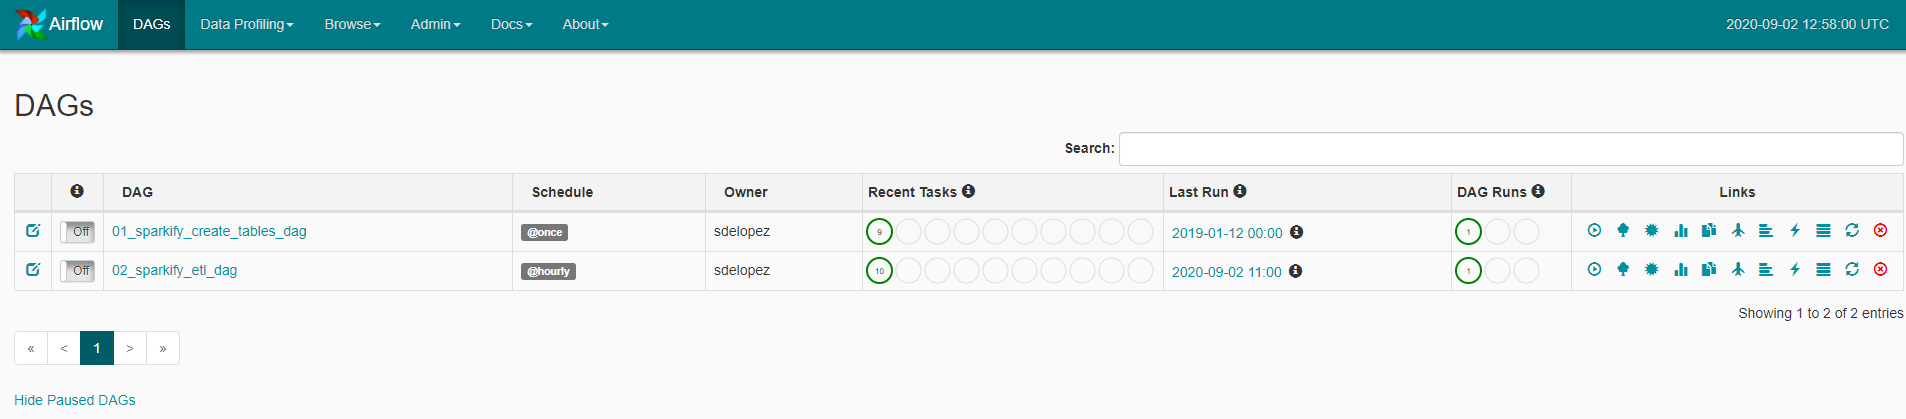 Airflow DAGs Data Profiling Browse Admin Docs About 2020-09-02 12:58:00 UTC
DAGs
Search:
DAG Schedule Owner Recent Tasks Last Run DAG Runs Links
Off 01_sparkify_create_tables_dag @once sdelopez 9 2019-01-12 00:00 1
Off 02_sparkify_etl_dag @hourly sdelopez 10 2020-09-02 11:00 1
Showing 1 to 2 of 2 entries
« < 1 > »
Hide Paused DAGs